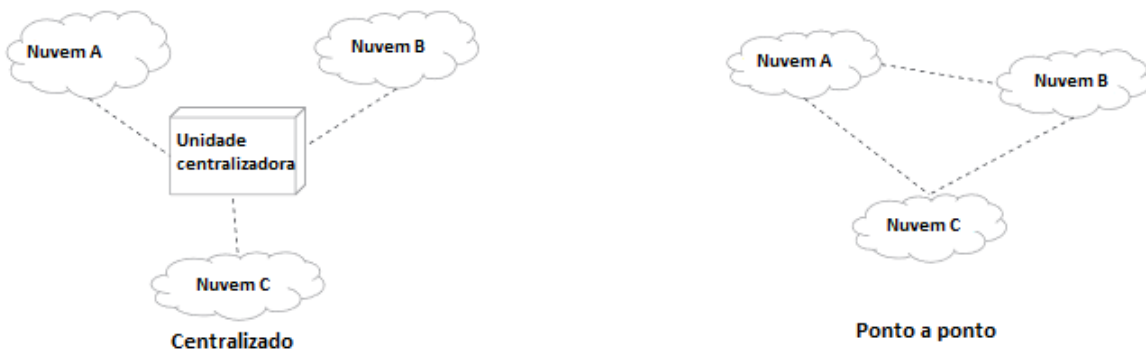 Nuvem A
Nuvem B
Unidade
centralizadora
Nuvem C
Centralizado
Nuvem A
Nuvem B
Nuvem C
Ponto a ponto